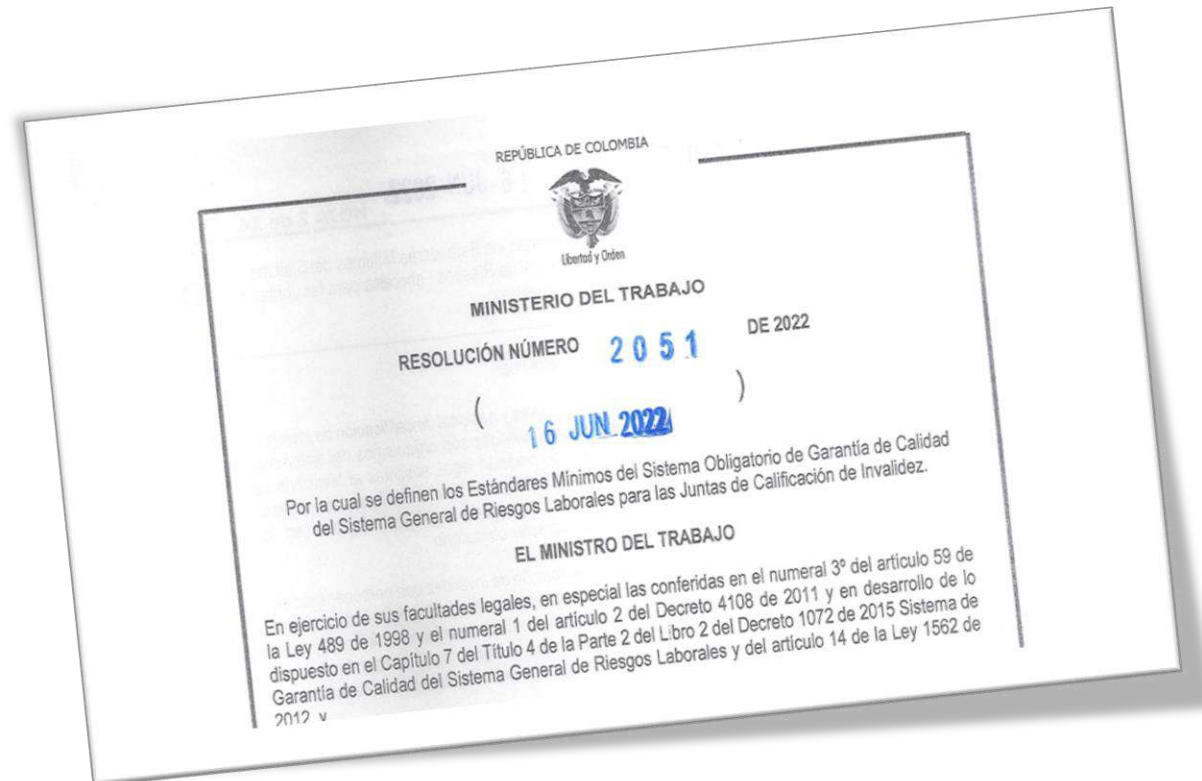 REPÚBLICA DE COLOMBIA
Libertad y Orden
MINISTERIO DEL TRABAJO
RESOLUCIÓN NÚMERO 2051 DE 2022
( 16 JUN 2022 )
Por la cual se definen los Estándares Mínimos del Sistema Obligatorio de Garantía de Calidad
del Sistema General de Riesgos Laborales para las Juntas de Calificación de Invalidez.
EL MINISTRO DEL TRABAJO
En ejercicio de sus facultades legales, en especial las conferidas en el numeral 3º del artículo 59 de
la Ley 489 de 1998 y el numeral 1 del artículo 2 del Decreto 4108 de 2011 y en desarrollo de lo
dispuesto en el Capítulo 7 del Título 4 de la Parte 2 del Libro 2 del Decreto 1072 de 2015 Sistema de
Garantía de Calidad del Sistema General de Riesgos Laborales y del artículo 14 de la Ley 1562 de
2012 y